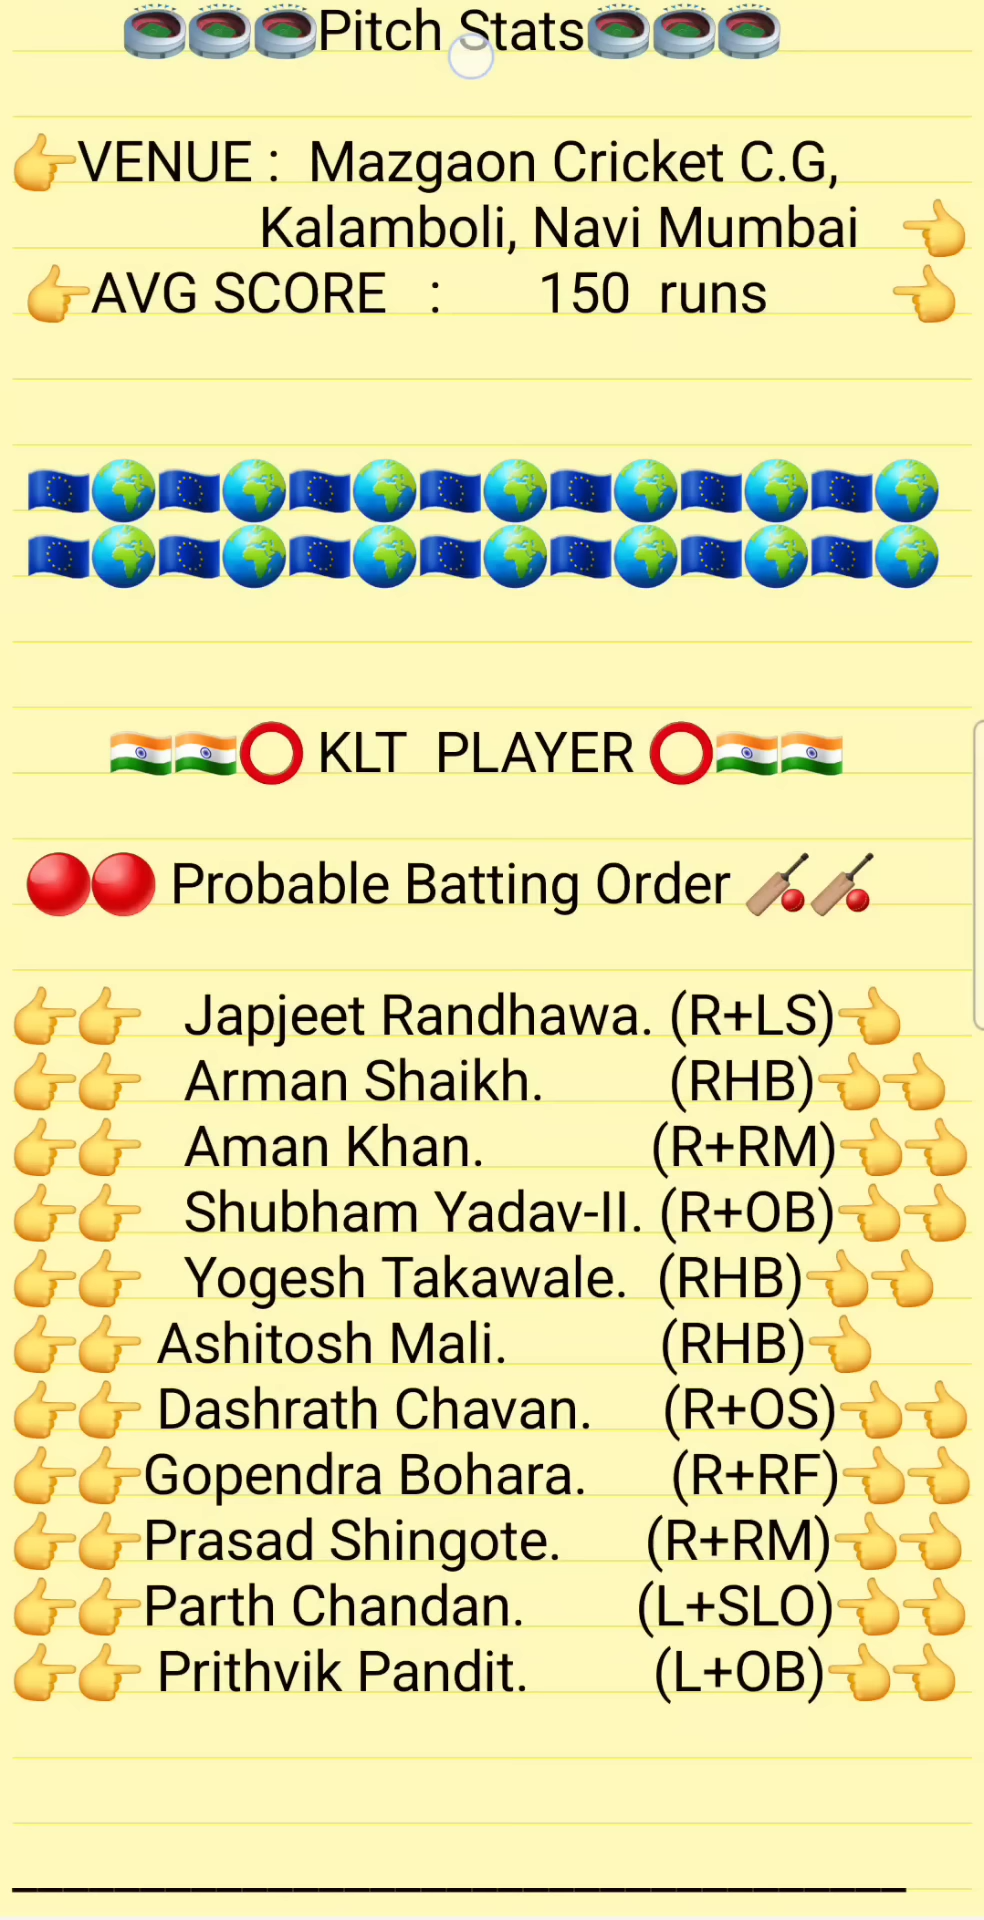 🏟🏟🏟Pitch Stats🏟🏟🏟
👉VENUE : Mazgaon Cricket C.G,
Kalamboli, Navi Mumbai 👈
👉AVG SCORE : 150 runs 👈
🇪🇺🌍🇪🇺🌍🇪🇺🌍🇪🇺🌍🇪🇺🌍🇪🇺🌍🇪🇺🌍
🇪🇺🌍🇪🇺🌍🇪🇺🌍🇪🇺🌍🇪🇺🌍🇪🇺🌍🇪🇺🌍
🇮🇳🇮🇳⭕ KLT PLAYER ⭕🇮🇳🇮🇳
🔴🔴 Probable Batting Order 🏏🏏
👉👉 Japjeet Randhawa. (R+LS)👈
👉👉 Arman Shaikh. (RHB)👈👈
👉👉 Aman Khan. (R+RM)👈👈
👉👉 Shubham Yadav-II. (R+OB)👈👈
👉👉 Yogesh Takawale. (RHB)👈👈
👉👉 Ashitosh Mali. (RHB)👈
👉👉 Dashrath Chavan. (R+OS)👈👈
👉👉Gopendra Bohara. (R+RF)👈👈
👉👉Prasad Shingote. (R+RM)👈👈
👉👉Parth Chandan. (L+SLO)👈👈
👉👉 Prithvik Pandit. (L+OB)👈👈